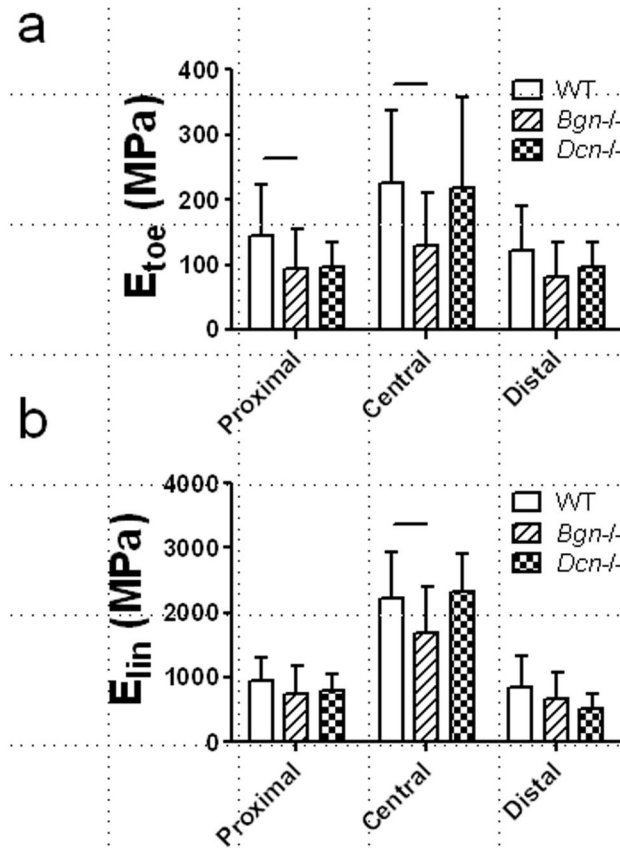 a
400
300
200
100
0
E_toe (MPa)
WT
Bgn-/-
Dcn-/-
Proximal
Central
Distal
b
4000
3000
2000
1000
0
E_lin (MPa)
WT
Bgn-/-
Dcn-/-
Proximal
Central
Distal